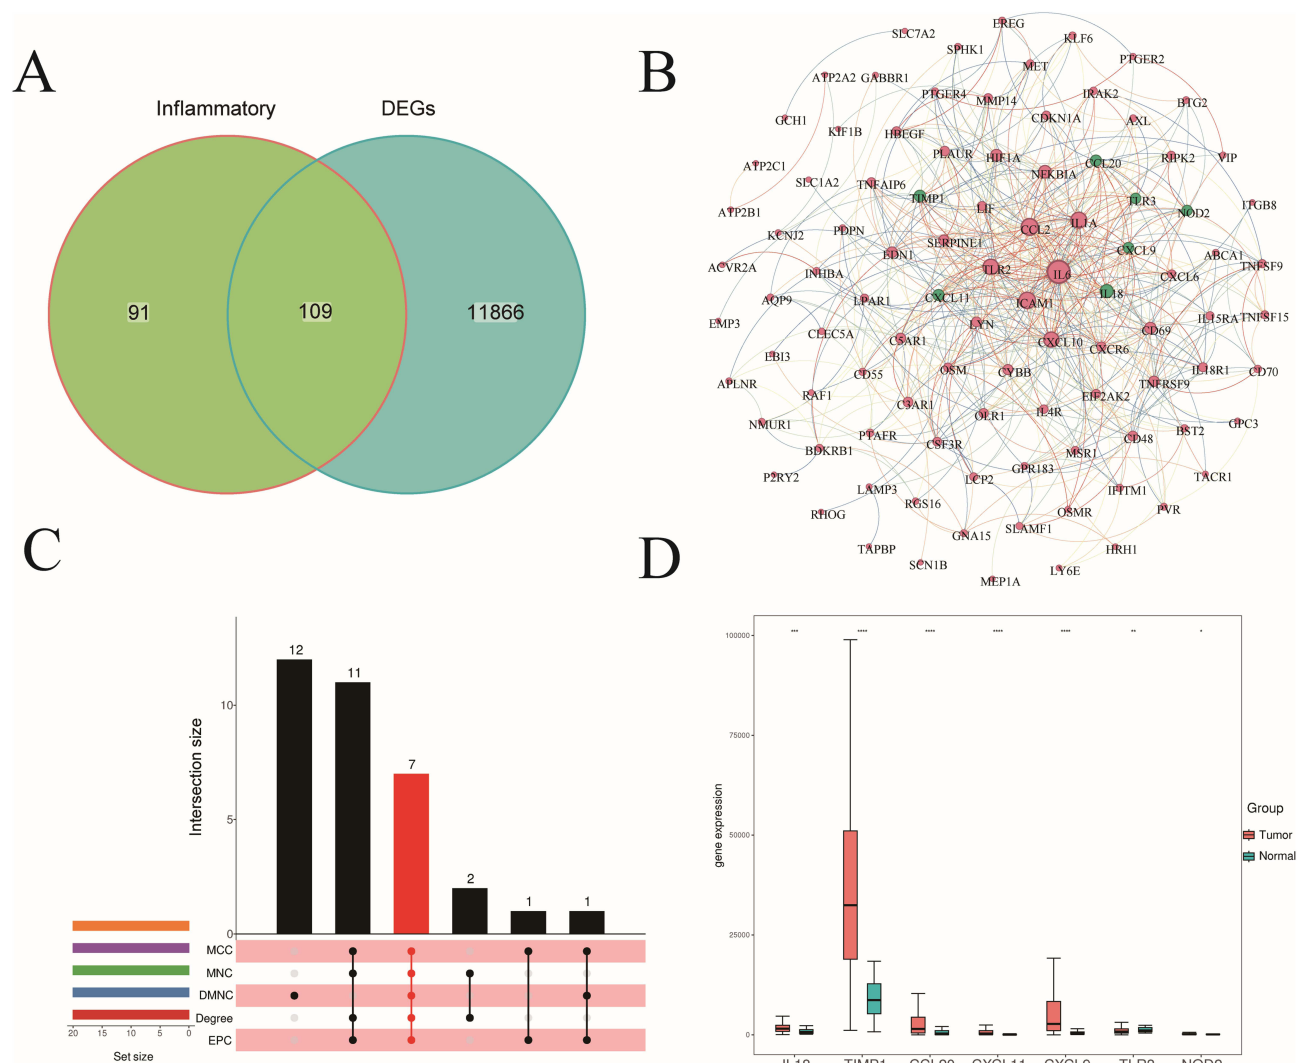 A
Inflammatory
DEGs
91
109
11866
B
EREG
SLC7A2
KLF6
SPHK1
PTGER2
MET
ATP2A2
GABBR1
PTGER4
IRAK2
MMP14
BTG2
GCH1
CDKN1A
AXL
KIF1B
HBEGF
PLAUR
HIF1A
CCL20
RIPK2
VIP
ATP2C1
NFKBIA
SLC1A2
TNFAIP6
TIMP1
TLR3
ITGB8
ATP2B1
LIF
NOD2
CCL2
IL1A
KCNJ2
PDPN
SERPINE1
EDN1
CXCL9
ABCA1
ACVR2A
INHBA
TLR2
IL6
CXCL6
TNFSF9
AQP9
LPAR1
CXCL11
ICAM1
IL18
EMP3
IL15RA
TNFSF15
CLEC5A
C5AR1
LYN
CD69
CXCL10
CXCR6
EBI3
CD55
OSM
CYBB
IL18R1
CD70
APLNR
RAF1
TNFRSF9
EIF2AK2
C3AR1
OLR1
IL4R
NMUR1
PTAFR
GPC3
BST2
CSF3R
CD48
BDKRB1
MSR1
GPR183
P2RY2
LCP2
TACR1
LAMP3
IFITM1
RGS16
RHOG
OSMR
PVR
GNA15
SLAMF1
TAPBP
HRH1
SCN1B
LY6E
MEP1A
C
Intersection size
10
5
0
12
11
7
2
1
1
MCC
MNC
DMNC
Degree
EPC
20
15
10
5
0
Set size
D
gene expression
100000
75000
50000
25000
0
***
****
****
****
****
**
*
IL18
TIMP1
CCL20
CXCL11
CXCL9
TLR3
NOD2
Group
Tumor
Normal